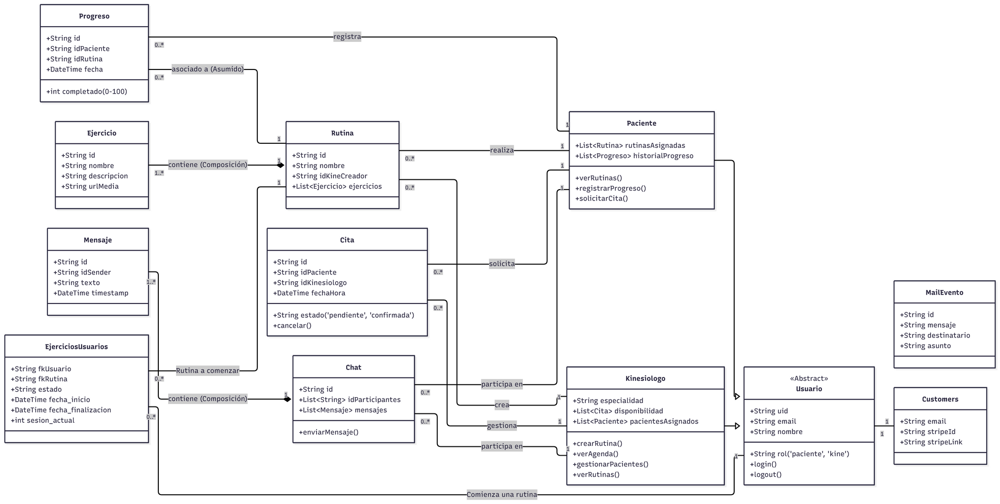 Progreso
+String id
+String idPaciente
+String idRutina
+DateTime fecha
+int completado(0-100)
registra
0..*
1
asociado a (Asumido)
0..*
1
Ejercicio
+String id
+String nombre
+String descripcion
+String urlMedia
contiene (Composición)
1..*
1
Rutina
+String id
+String nombre
+String idKineCreador
+List<Ejercicio> ejercicios
1
realiza
0..*
1
0..*
Paciente
+List<Rutina> rutinasAsignadas
+List<Progreso> historialProgreso
+verRutinas()
+registrarProgreso()
+solicitarCita()
1
1
Mensaje
+String id
+String idSender
+String texto
+DateTime timestamp
1..*
Cita
+String id
+String idPaciente
+String idKinesiologo
+DateTime fechaHora
+String estado('pendiente', 'confirmada')
+cancelar()
solicita
0..*
0..*
MailEvento
+String id
+String mensaje
+String destinatario
+String asunto
EjerciciosUsuarios
+String fkUsuario
+String fkRutina
+String estado
+DateTime fecha_inicio
+DateTime fecha_finalizacion
+int sesion_actual
Rutina a comenzar
0..*
contiene (Composición)
1
0..*
Chat
+String id
+List<String> idParticipantes
+List<Mensaje> mensajes
+enviarMensaje()
participa en
0..*
crea
1
gestiona
1
0..*
participa en
1
Kinesiologo
+String especialidad
+List<Cita> disponibilidad
+List<Paciente> pacientesAsignados
+crearRutina()
+verAgenda()
+gestionarPacientes()
+verRutinas()
«Abstract»
Usuario
+String uid
+String email
+String nombre
+String rol('paciente', 'kine')
+login()
+logout()
1
1
1
Customers
+String email
+String stripeId
+String stripeLink
Comienza una rutina